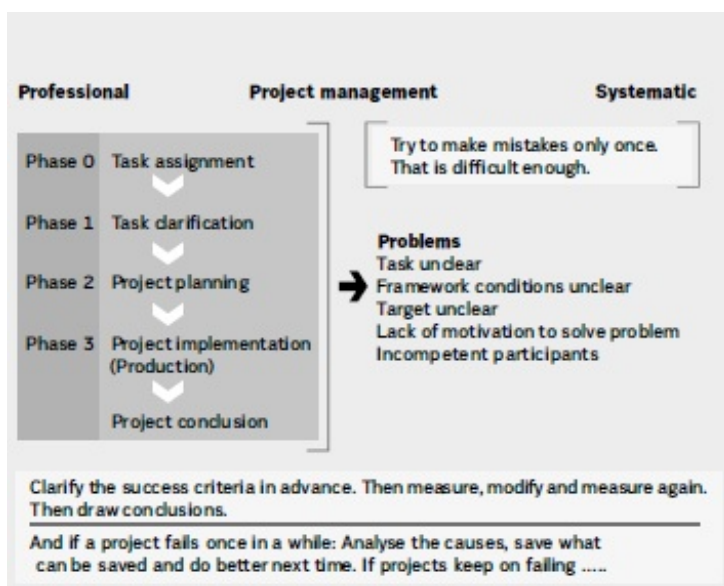 Professional Project management Systematic
Phase 0 Task assignment
Phase 1 Task clarification
Phase 2 Project planning
Phase 3 Project implementation
(Production)
Project conclusion
Try to make mistakes only once.
That is difficult enough.
Problems
Task unclear
Framework conditions unclear
Target unclear
Lack of motivation to solve problem
Incompetent participants
Clarify the success criteria in advance. Then measure, modify and measure again.
Then draw conclusions.
And if a project fails once in a while: Analyse the causes, save what
can be saved and do better next time. If projects keep on failing .....